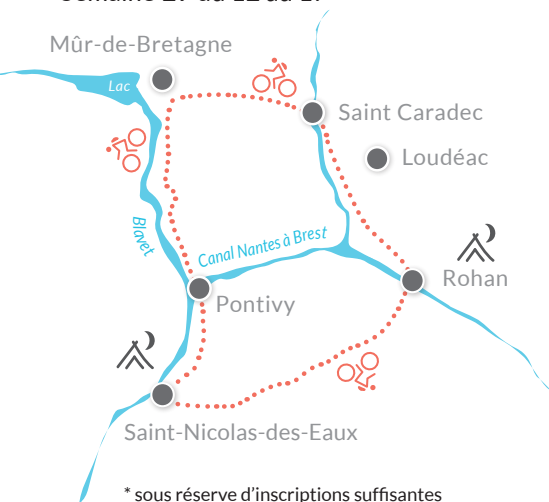 Mûr-de-Bretagne
Lac
Saint Caradec
Loudéac
Blavet
Canal Nantes à Brest
Rohan
Pontivy
Saint-Nicolas-des-Eaux
* sous réserve d'inscriptions suffisantes